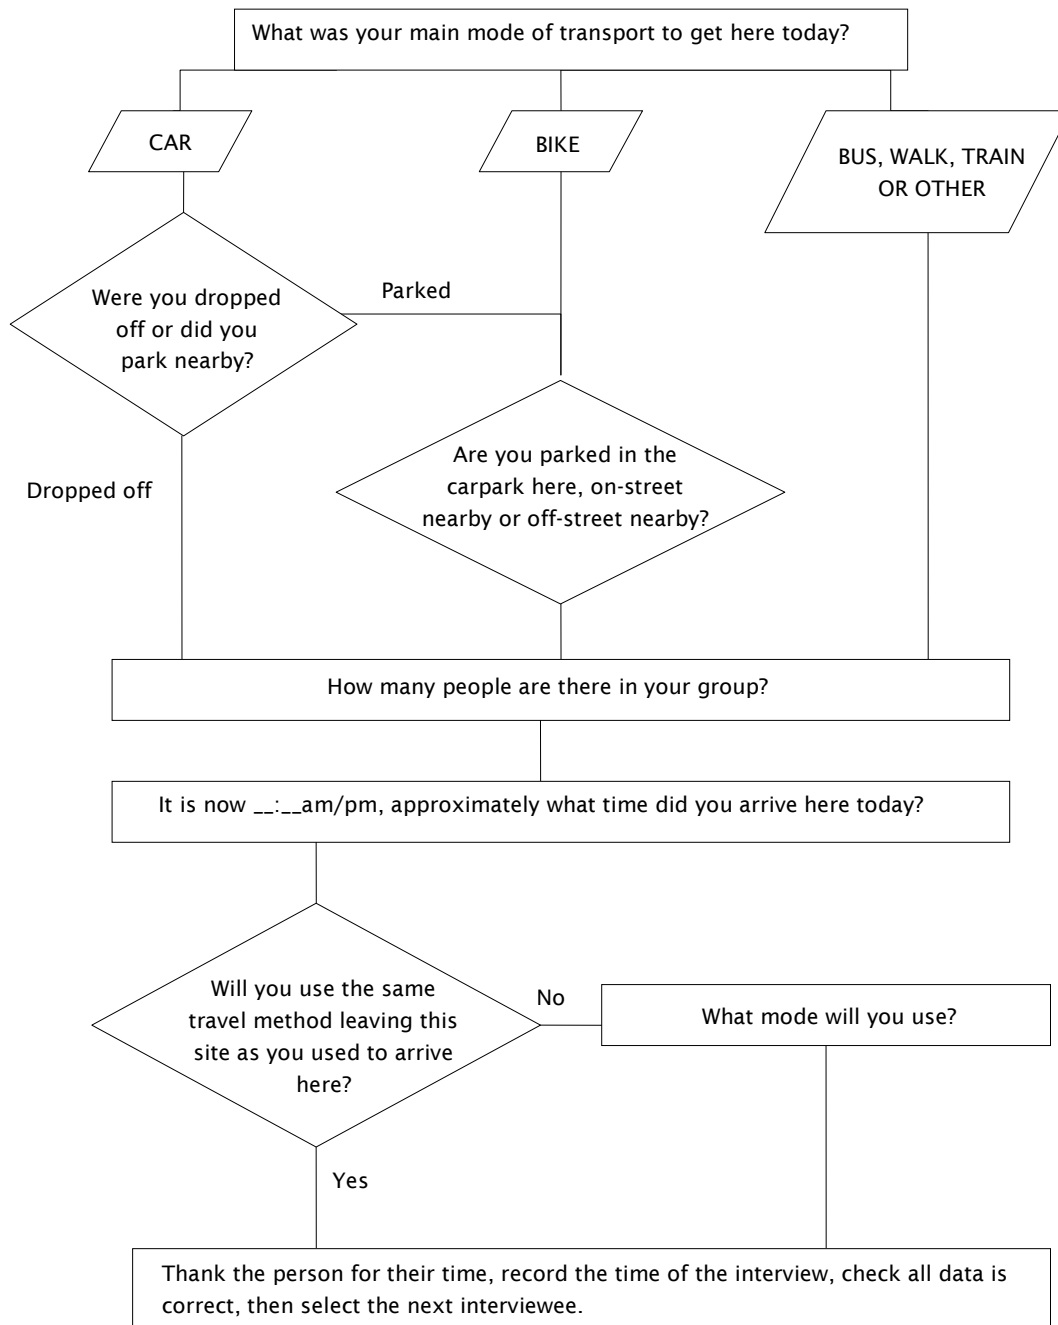 What was your main mode of transport to get here today?
CAR
BIKE
BUS, WALK, TRAIN
OR OTHER
Were you dropped
off or did you
park nearby?
Parked
Dropped off
Are you parked in the
carpark here, on-street
nearby or off-street nearby?
How many people are there in your group?
It is now __:__am/pm, approximately what time did you arrive here today?
Will you use the same
travel method leaving this
site as you used to arrive
here?
No
What mode will you use?
Yes
Thank the person for their time, record the time of the interview, check all data is
correct, then select the next interviewee.